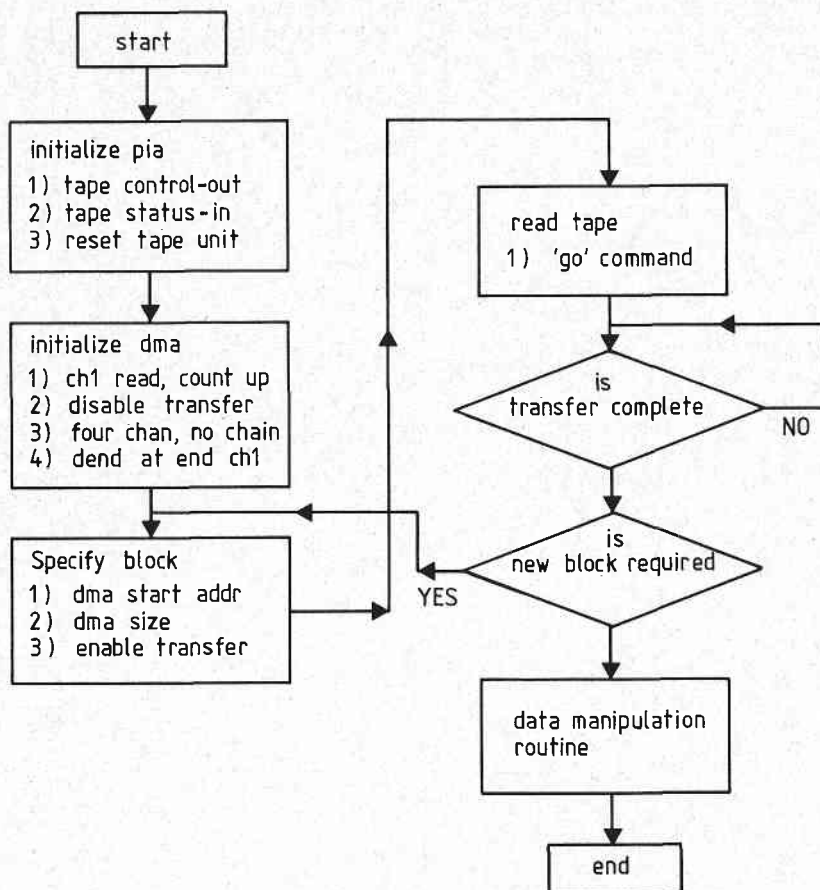 start
initialize pia
1) tape control-out
2) tape status-in
3) reset tape unit
initialize dma
1) ch1 read, count up
2) disable transfer
3) four chan, no chain
4) dend at end ch1
Specify block
1) dma start addr
2) dma size
3) enable transfer
read tape
1) 'go' command
is
transfer complete
NO
is
new block required
YES
data manipulation
routine
end